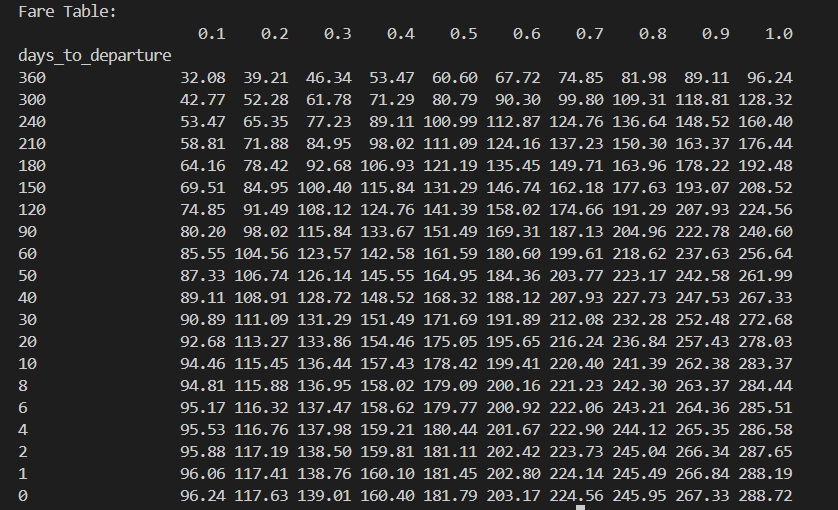 Fare Table:
0.1 0.2 0.3 0.4 0.5 0.6 0.7 0.8 0.9 1.0
days_to_departure
360 32.08 39.21 46.34 53.47 60.60 67.72 74.85 81.98 89.11 96.24
300 42.77 52.28 61.78 71.29 80.79 90.30 99.80 109.31 118.81 128.32
240 53.47 65.35 77.23 89.11 100.99 112.87 124.76 136.64 148.52 160.40
210 58.81 71.88 84.95 98.02 111.09 124.16 137.23 150.30 163.37 176.44
180 64.16 78.42 92.68 106.93 121.19 135.45 149.71 163.96 178.22 192.48
150 69.51 84.95 100.40 115.84 131.29 146.74 162.18 177.63 193.07 208.52
120 74.85 91.49 108.12 124.76 141.39 158.02 174.66 191.29 207.93 224.56
90 80.20 98.02 115.84 133.67 151.49 169.31 187.13 204.96 222.78 240.60
60 85.55 104.56 123.57 142.58 161.59 180.60 199.61 218.62 237.63 256.64
50 87.33 106.74 126.14 145.55 164.95 184.36 203.77 223.17 242.58 261.99
40 89.11 108.91 128.72 148.52 168.32 188.12 207.93 227.73 247.53 267.33
30 90.89 111.09 131.29 151.49 171.69 191.89 212.08 232.28 252.48 272.68
20 92.68 113.27 133.86 154.46 175.05 195.65 216.24 236.84 257.43 278.03
10 94.46 115.45 136.44 157.43 178.42 199.41 220.40 241.39 262.38 283.37
8 94.81 115.88 136.95 158.02 179.09 200.16 221.23 242.30 263.37 284.44
6 95.17 116.32 137.47 158.62 179.77 200.92 222.06 243.21 264.36 285.51
4 95.53 116.76 137.98 159.21 180.44 201.67 222.90 244.12 265.35 286.58
2 95.88 117.19 138.50 159.81 181.11 202.42 223.73 245.04 266.34 287.65
1 96.06 117.41 138.76 160.10 181.45 202.80 224.14 245.49 266.84 288.19
0 96.24 117.63 139.01 160.40 181.79 203.17 224.56 245.95 267.33 288.72